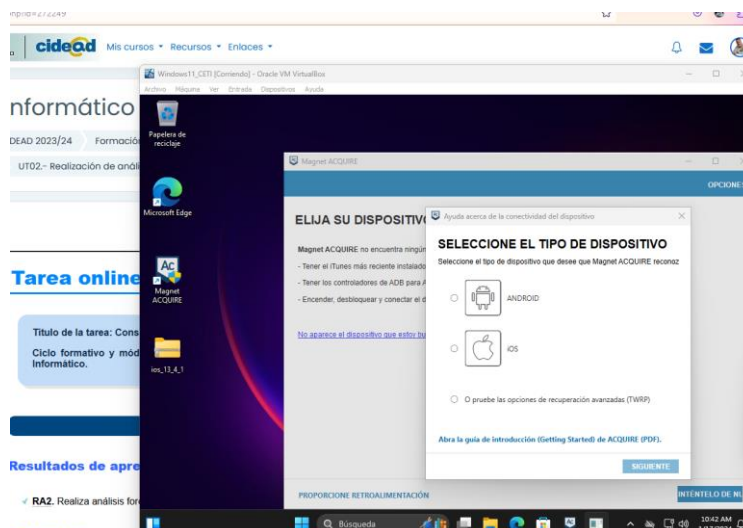 cidead Mis cursos Recursos Enlaces
Windows11_CETI [Corriendo] - Oracle VM VirtualBox
Archivo Máquina Ver Entrada Dispositivos Ayuda
nformático
DEAD 2023/24 Formació
UT02.- Realización de análi
Tarea online
Título de la tarea: Cons
Ciclo formativo y mód
Informático.
Resultados de apre
RA2. Realiza análisis for
Papelera de
reciclaje
Microsoft Edge
Magnet
ACQUIRE
ios_13_4_1
Magnet ACQUIRE
OPCIONE
ELIJA SU DISPOSITIV
Magnet ACQUIRE no encuentra ningún
- Tener el iTunes más reciente instalado
- Tener los controladores de ADB para A
- Encender, desbloquear y conectar el d
No aparece el dispositivo que estoy bu
PROPORCIONE RETROALIMENTACIÓN
INTÉNTELO DE NU
Ayuda acerca de la conectividad del dispositivo
SELECCIONE EL TIPO DE DISPOSITIVO
Seleccione el tipo de dispositivo que desee que Magnet ACQUIRE reconoz
ANDROID
iOS
O pruebe las opciones de recuperación avanzadas (TWRP)
Abra la guía de introducción (Getting Started) de ACQUIRE (PDF).
SIGUIENTE
Búsqueda
10:42 AM